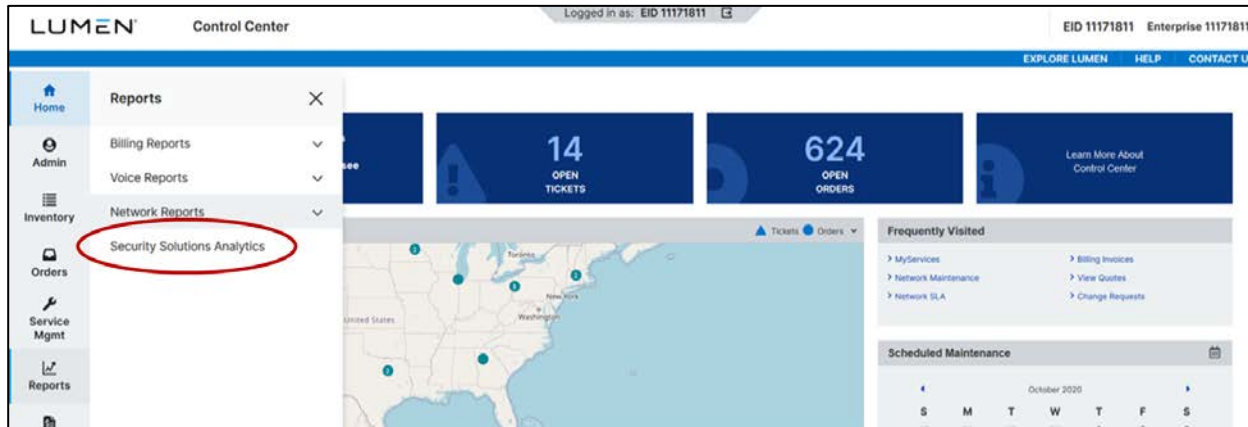 LUMEN Control Center
Logged in as: EID 11171811
EID 11171811 Enterprise 11171811
EXPLORE LUMEN HELP CONTACT U
Home
Admin
Inventory
Orders
Service
Mgmt
Reports
Reports
Billing Reports
Voice Reports
Network Reports
Security Solutions Analytics
see
14
OPEN
TICKETS
624
OPEN
ORDERS
Learn More About
Control Center
Tickets Orders
Toronto
New York
Washington
United States
Frequently Visited
MyServices
Network Maintenance
Network SLA
Billing Invoices
View Quotes
Change Requests
Scheduled Maintenance
October 2020
S M T W T F S